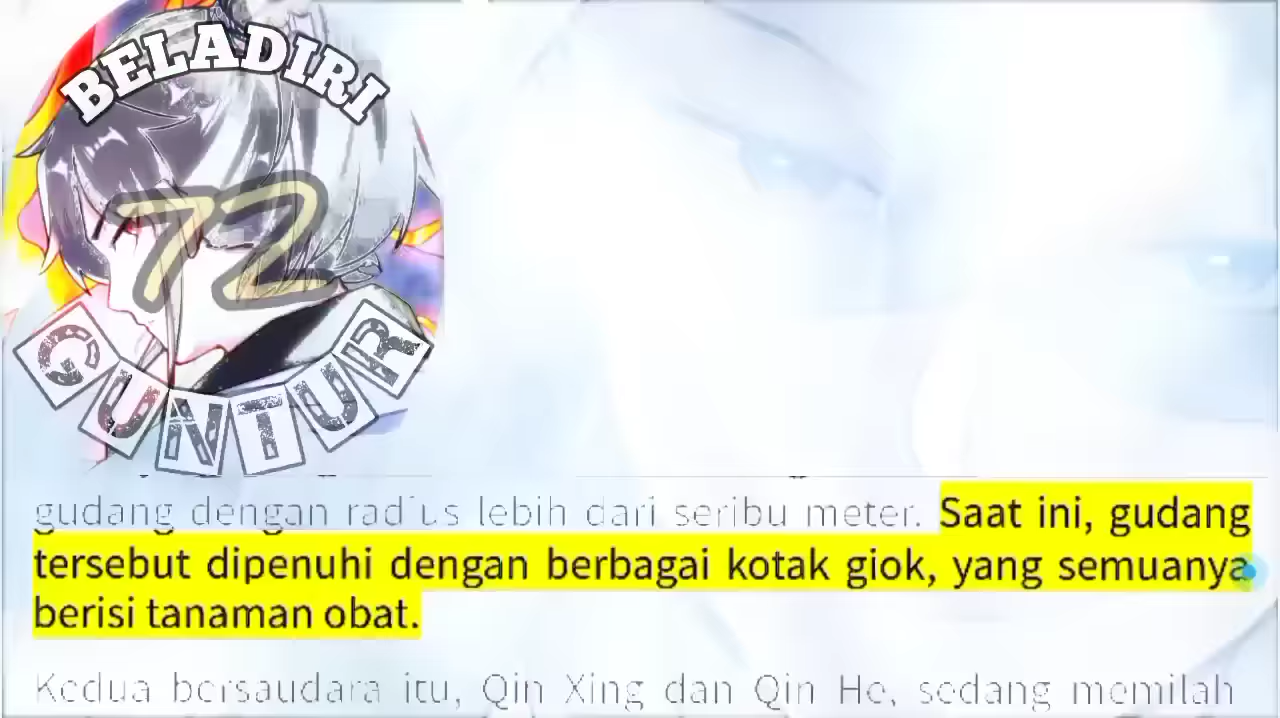 BELADIRI
72
GUNTUR
gudang dengan radius lebih dari seribu meter. Saat ini, gudang
tersebut dipenuhi dengan berbagai kotak giok, yang semuanya
berisi tanaman obat.
Kedua bersaudara itu, Qin Xing dan Qin He, sedang memilah